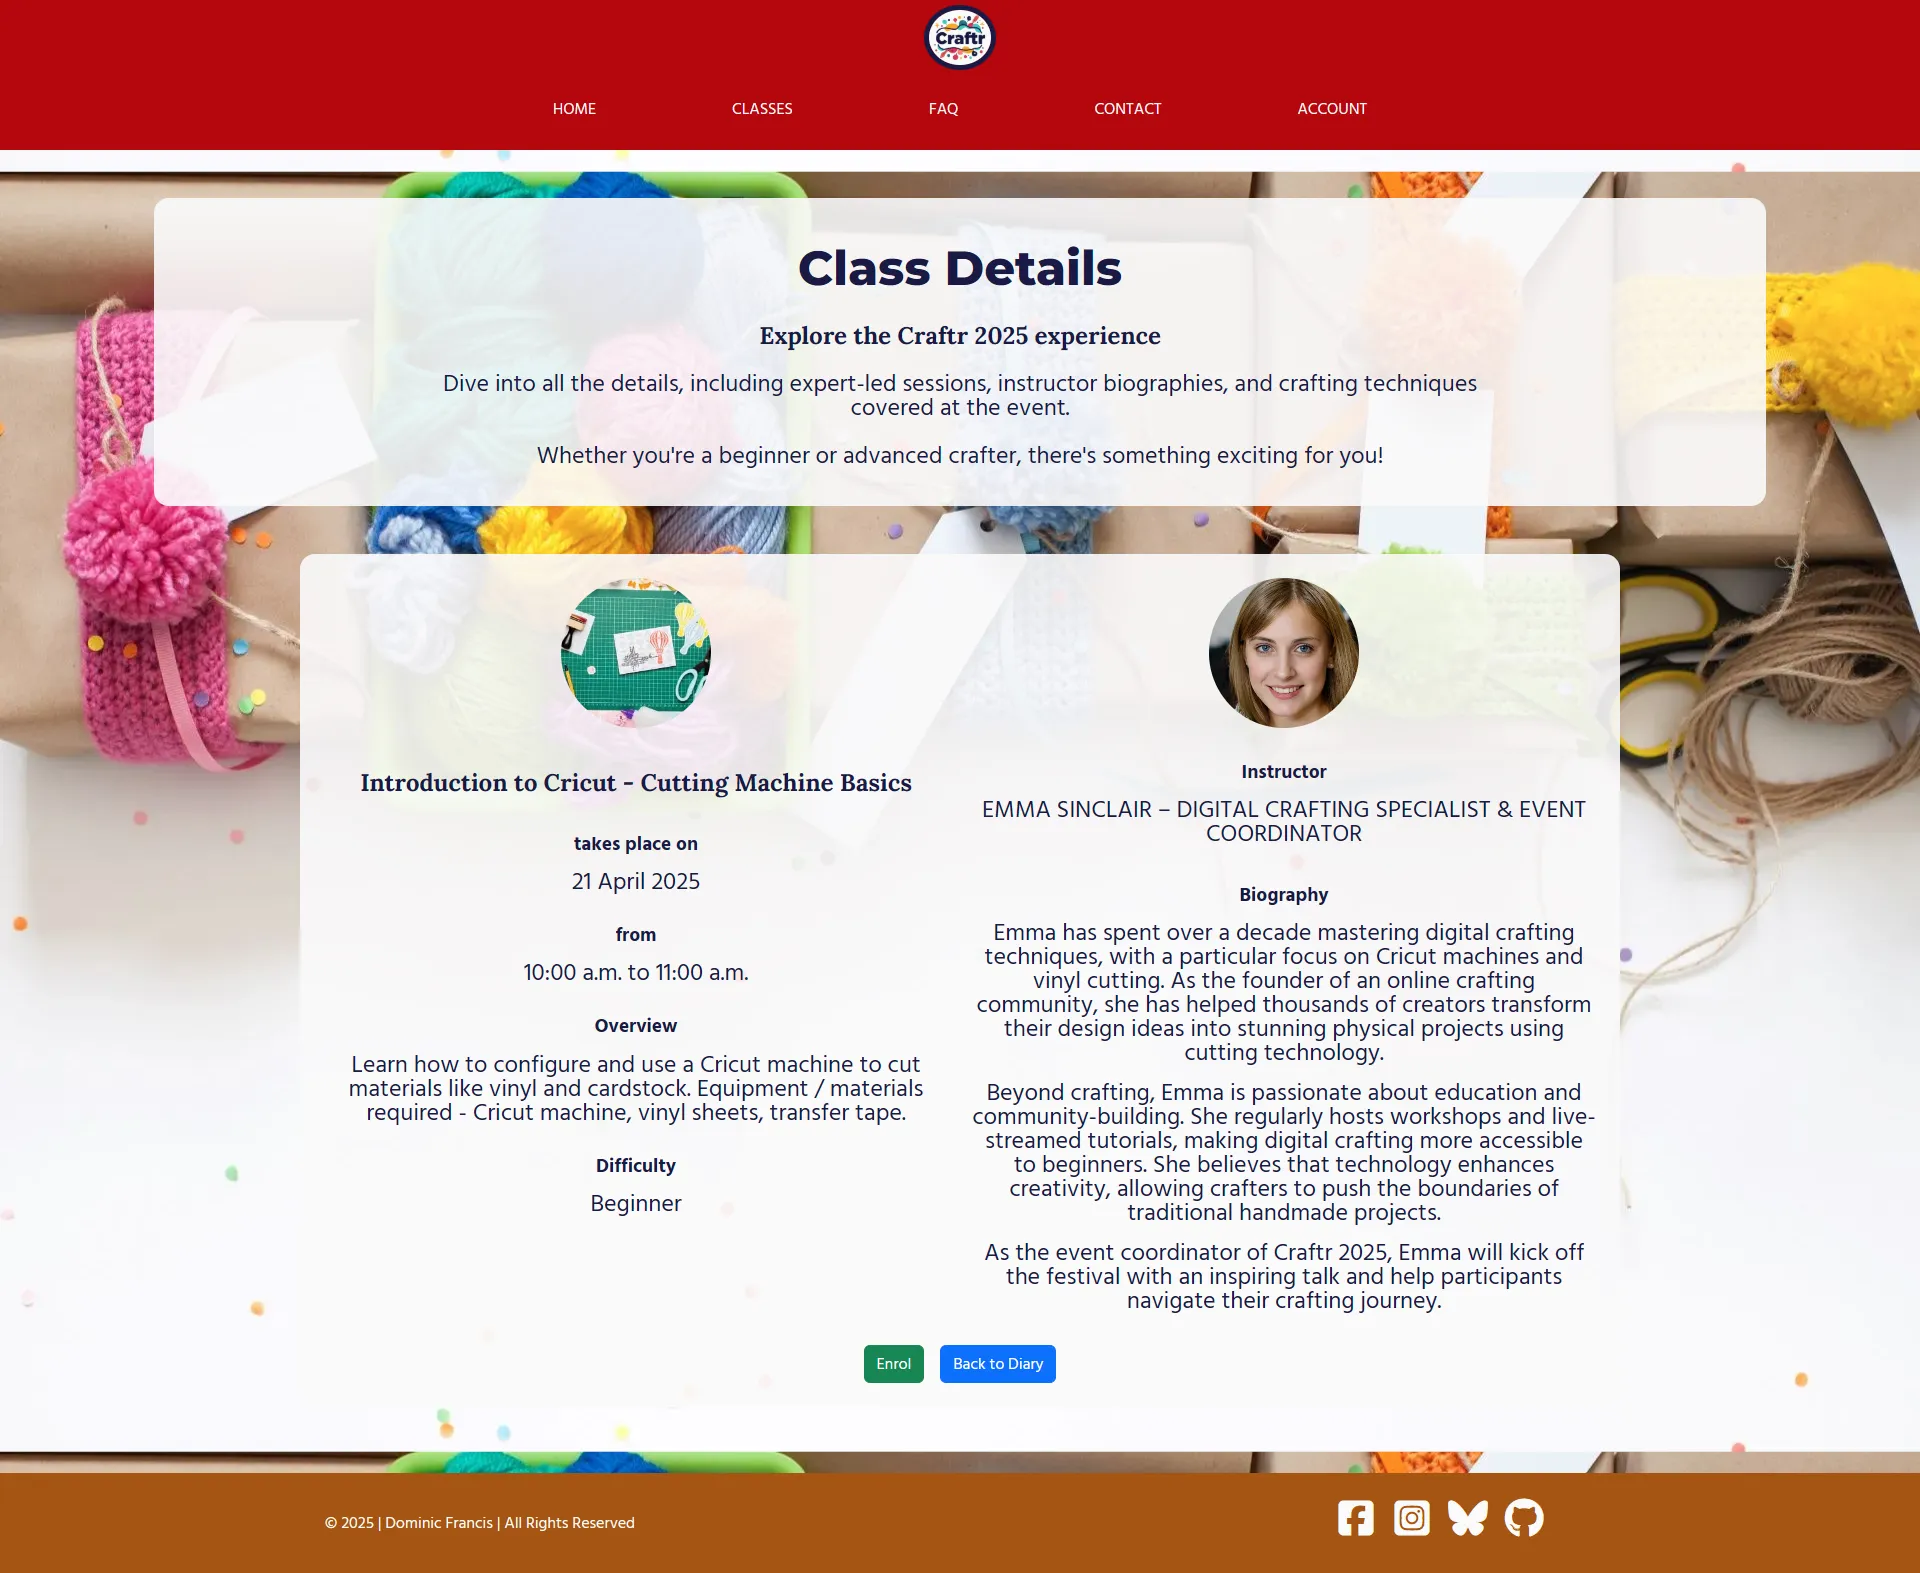 Craftr
HOME
CLASSES
FAQ
CONTACT
ACCOUNT
Class Details
Explore the Craftr 2025 experience
Dive into all the details, including expert-led sessions, instructor biographies, and crafting techniques
covered at the event.
Whether you're a beginner or advanced crafter, there's something exciting for you!
Introduction to Cricut - Cutting Machine Basics
takes place on
21 April 2025
from
10:00 a.m. to 11:00 a.m.
Overview
Learn how to configure and use a Cricut machine to cut
materials like vinyl and cardstock. Equipment / materials
required - Cricut machine, vinyl sheets, transfer tape.
Difficulty
Beginner
Instructor
EMMA SINCLAIR – DIGITAL CRAFTING SPECIALIST & EVENT
COORDINATOR
Biography
Emma has spent over a decade mastering digital crafting
techniques, with a particular focus on Cricut machines and
vinyl cutting. As the founder of an online crafting
community, she has helped thousands of creators transform
their design ideas into stunning physical projects using
cutting technology.
Beyond crafting, Emma is passionate about education and
community-building. She regularly hosts workshops and live-
streamed tutorials, making digital crafting more accessible
to beginners. She believes that technology enhances
creativity, allowing crafters to push the boundaries of
traditional handmade projects.
As the event coordinator of Craftr 2025, Emma will kick off
the festival with an inspiring talk and help participants
navigate their crafting journey.
Enrol
Back to Diary
© 2025 | Dominic Francis | All Rights Reserved